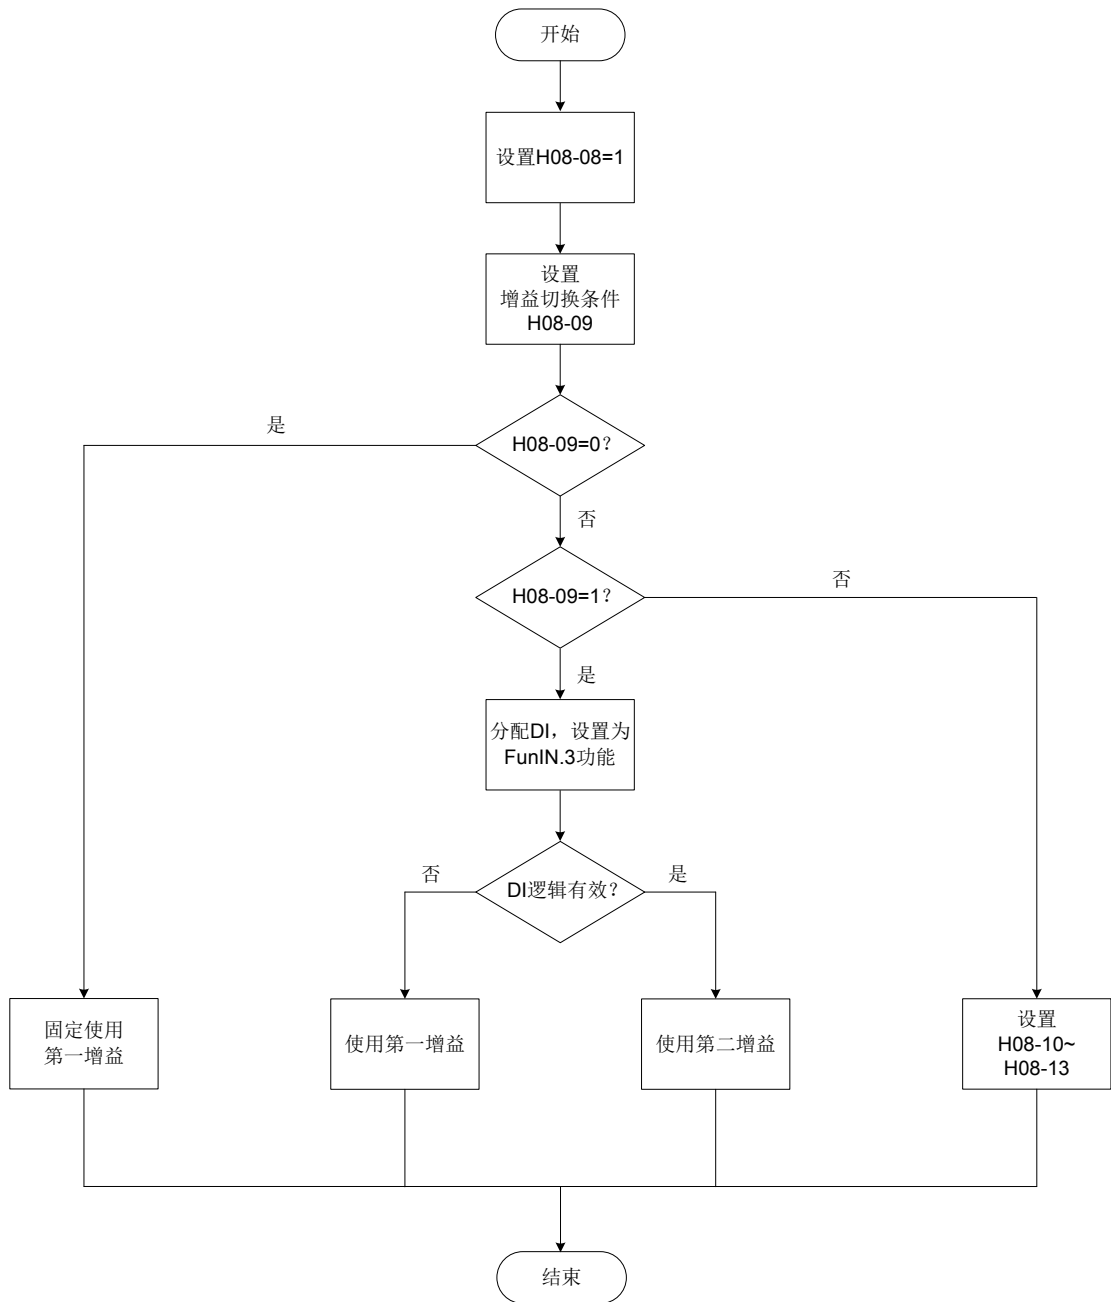 开始
设置H08-08=1
设置
增益切换条件
H08-09
是
H08-09=0？
否
H08-09=1？
否
是
分配DI，设置为
FunIN.3功能
否
DI逻辑有效？
是
固定使用
第一增益
使用第一增益
使用第二增益
设置
H08-10~
H08-13
结束